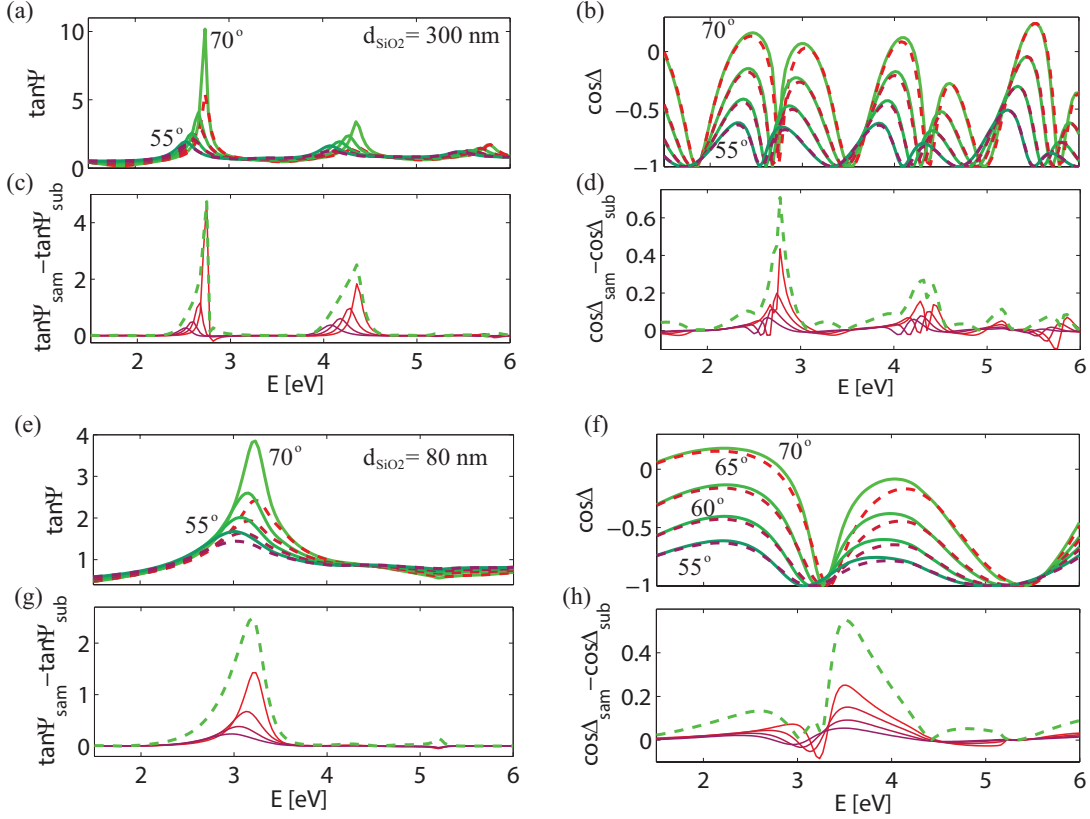 (a)
10
5
0
tanΨ
70°
55°
d_SiO2= 300 nm
(b)
0
−0.5
−1
cosΔ
70°
55°
(c)
4
2
0
tanΨ_sam−tanΨ_sub
2 3 4 5 6
E [eV]
(d)
0.6
0.4
0.2
0
cosΔ_sam−cosΔ_sub
2 3 4 5 6
E [eV]
(e)
4
3
2
1
tanΨ
70°
55°
d_SiO2= 80 nm
(f)
0
−0.5
−1
cosΔ
70°
65°
60°
55°
(g)
2
1
0
tanΨ_sam−tanΨ_sub
2 3 4 5 6
E [eV]
(h)
0.4
0.2
0
cosΔ_sam−cosΔ_sub
2 3 4 5 6
E [eV]